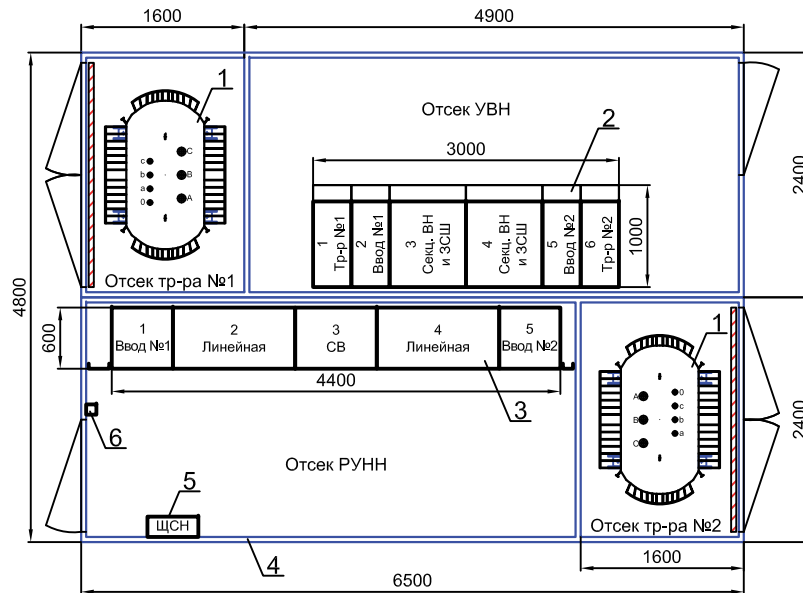 1600
4900
1
Отсек УВН
2
3000
C
c
b
B
a
A
0
1 Тр-р №1
2 Ввод №1
3 Секц. ВН и ЗСШ
4 Секц. ВН и ЗСШ
5 Ввод №2
6 Тр-р №2
1000
2400
Отсек тр-ра №1
4800
600
1
Ввод №1
2
Линейная
3
СВ
4
Линейная
5
Ввод №2
4400
3
1
A
0
c
B
b
a
C
2400
6
Отсек РУНН
5
ЩСН
4
Отсек тр-ра №2
1600
6500